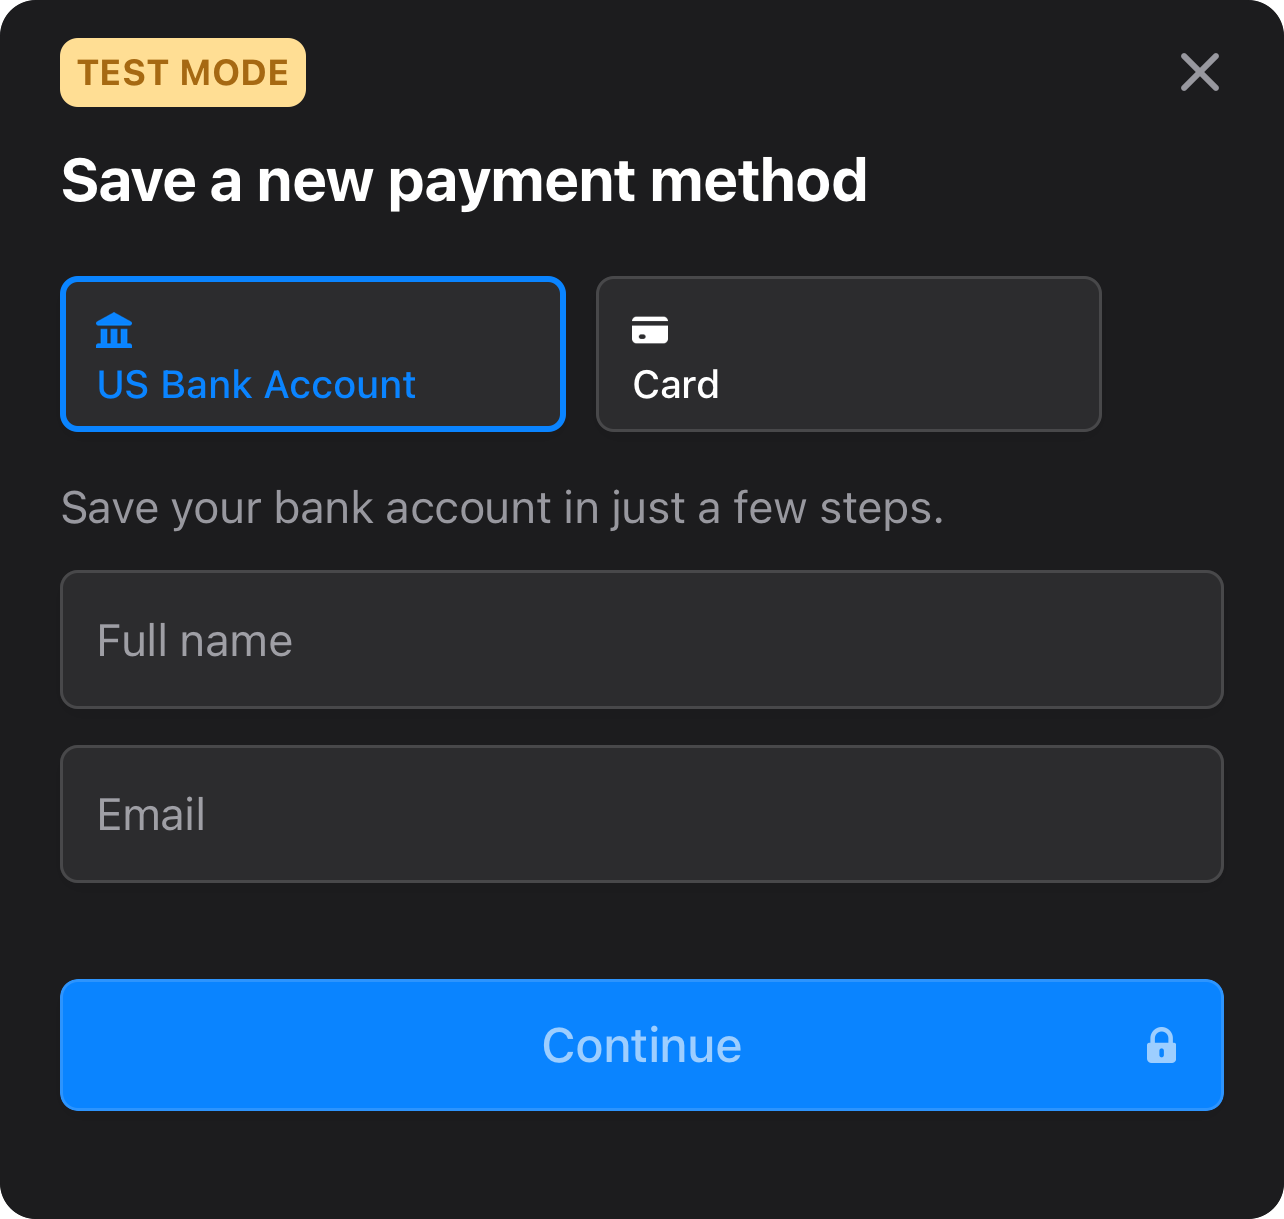 TEST MODE
Save a new payment method
US Bank Account
Card
Save your bank account in just a few steps.
Full name
Email
Continue